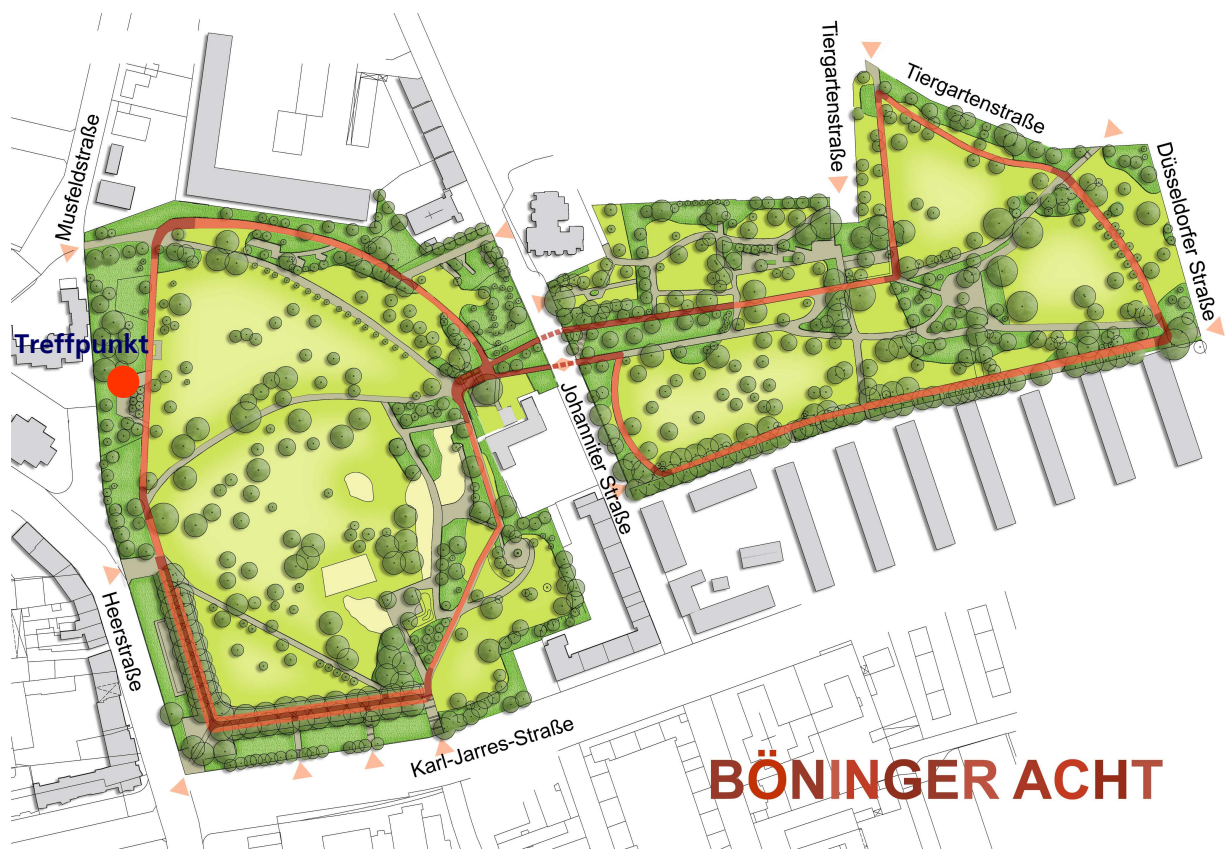 Tiergartenstraße
Tiergartenstraße
Düsseldorfer Straße
Musfeldstraße
Treffpunkt
Johanniter Straße
Heerstraße
Karl-Jarres-Straße
BÖNINGER ACHT